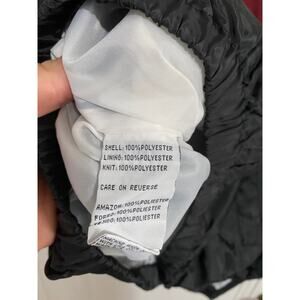 SHELL: 100%POLYESTER
LINING: 100%POLYESTER
KNIT: 100%POLYESTER
CARE ON REVERSE
AMAZON: 100%POLYESTER
FORRO: 100%POLYESTER
100%POLYESTER